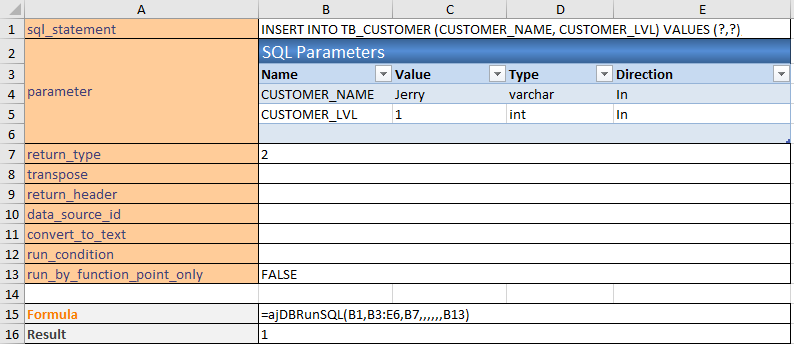 A B C D E
1 sql_statement INSERT INTO TB_CUSTOMER (CUSTOMER_NAME, CUSTOMER_LVL) VALUES (?,?)
2 SQL Parameters
3 Name Value Type Direction
parameter
4 CUSTOMER_NAME Jerry varchar In
5 CUSTOMER_LVL 1 int In
6
7 return_type 2
8 transpose
9 return_header
10 data_source_id
11 convert_to_text
12 run_condition
13 run_by_function_point_only FALSE
14
15 Formula =ajDBRunSQL(B1,B3:E6,B7,,,,,,B13)
16 Result 1